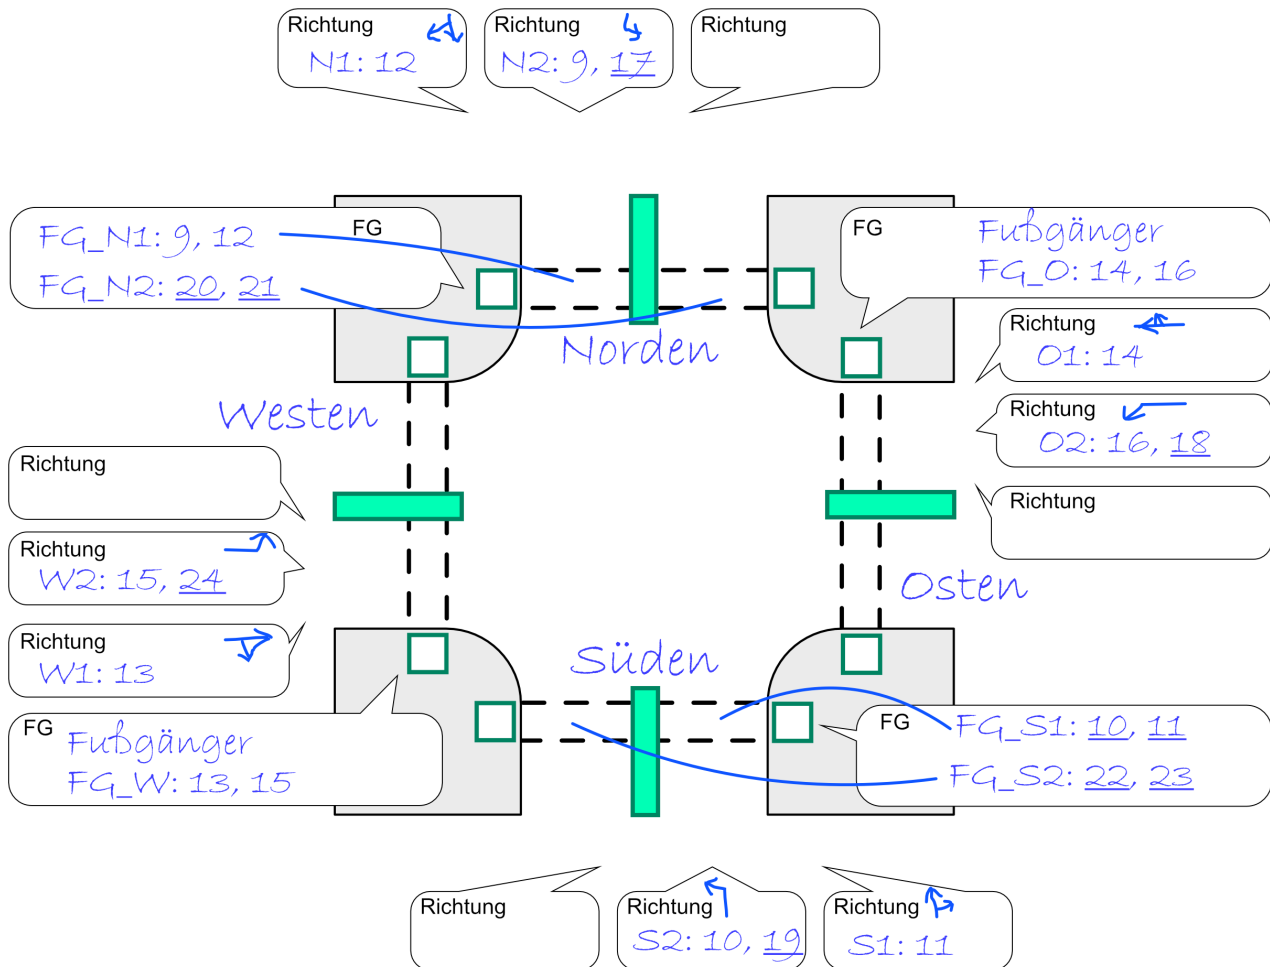 Richtung
N1: 12
Richtung
N2: 9, 17
Richtung
FG
FG_N1: 9, 12
FG_N2: 20, 21
FG
Fußgänger
FG_O: 14, 16
Norden
Richtung
O1: 14
Westen
Richtung
O2: 16, 18
Richtung
Richtung
Richtung
W2: 15, 24
Osten
Richtung
W1: 13
Süden
FG
Fußgänger
FG_W: 13, 15
FG
FG_S1: 10, 11
FG_S2: 22, 23
Richtung
Richtung
S2: 10, 19
Richtung
S1: 11